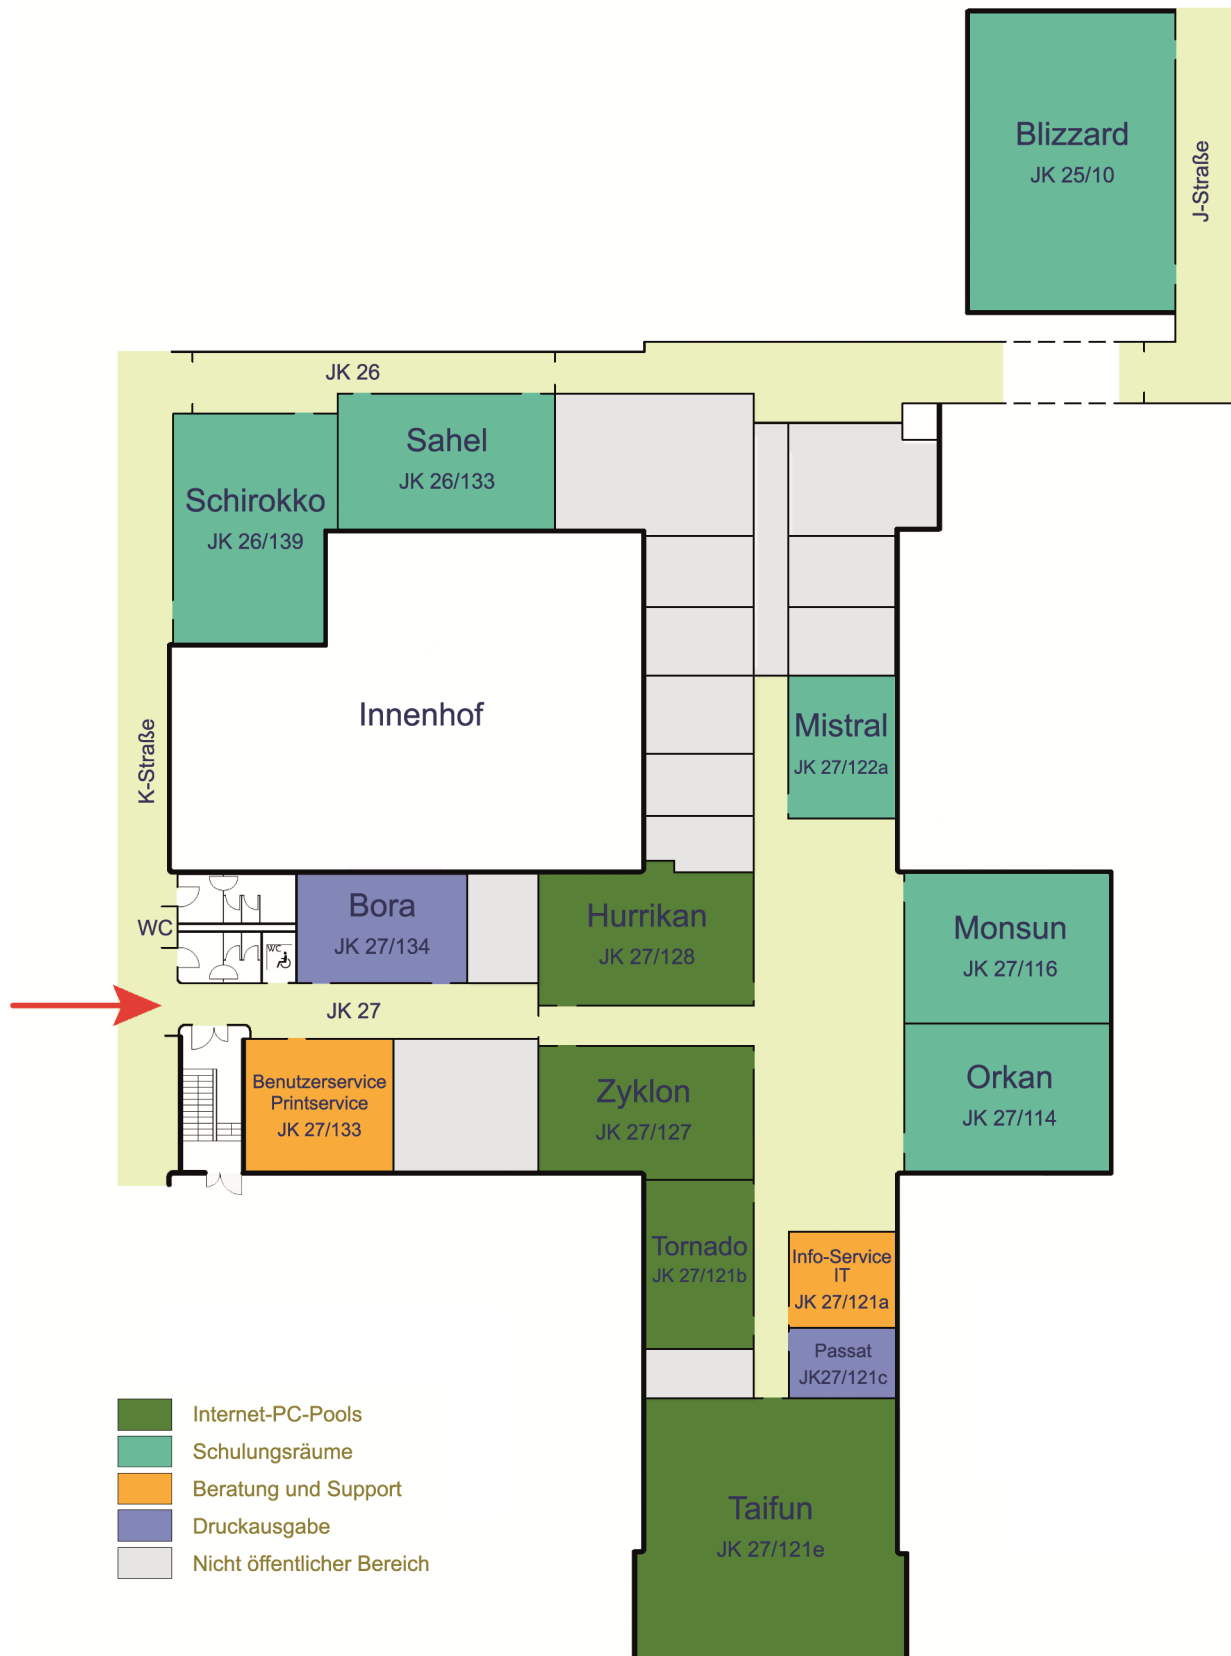 Blizzard
JK 25/10
J-Straße
JK 26
Sahel
JK 26/133
Schirokko
JK 26/139
Innenhof
K-Straße
Mistral
JK 27/122a
WC
WC
Bora
JK 27/134
Hurrikan
JK 27/128
Monsun
JK 27/116
JK 27
Benutzerservice
Printservice
JK 27/133
Zyklon
JK 27/127
Orkan
JK 27/114
Tornado
JK 27/121b
Info-Service
IT
JK 27/121a
Passat
JK27/121c
Taifun
JK 27/121e
Internet-PC-Pools
Schulungsräume
Beratung und Support
Druckausgabe
Nicht öffentlicher Bereich